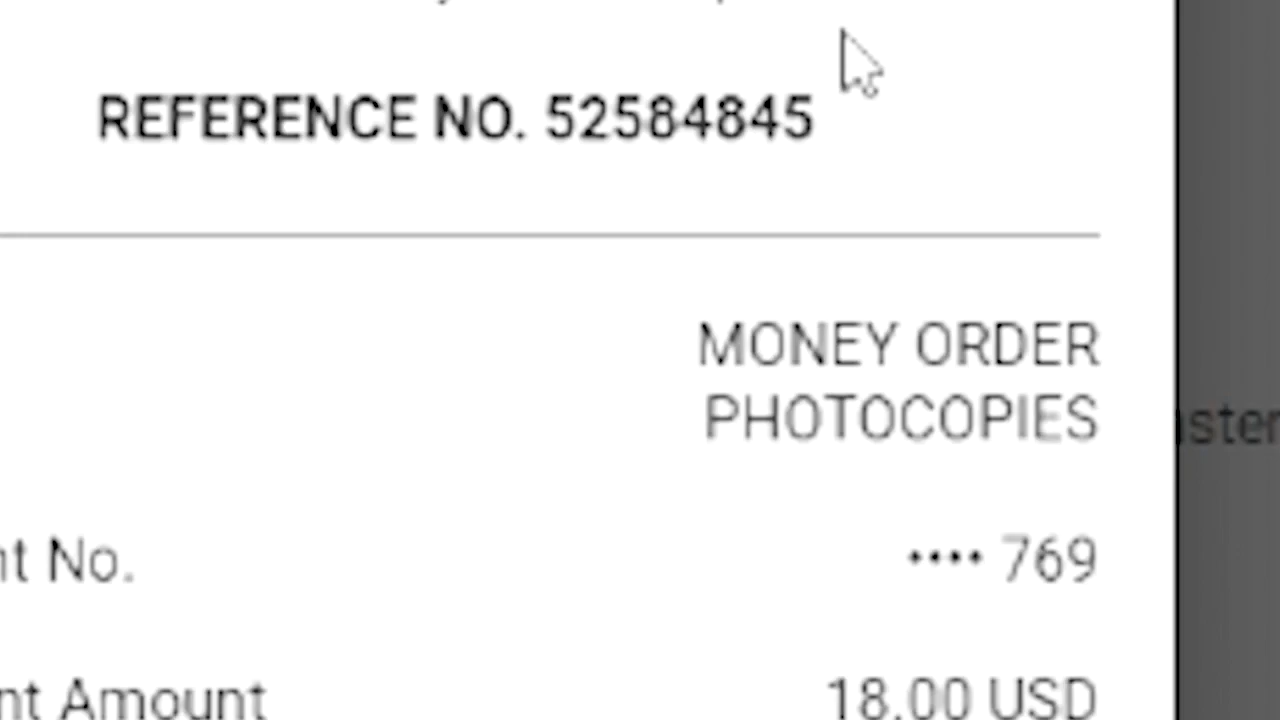 REFERENCE NO. 52584845
MONEY ORDER
PHOTOCOPIES
nt No. •••• 769
nt Amount 18.00 USD